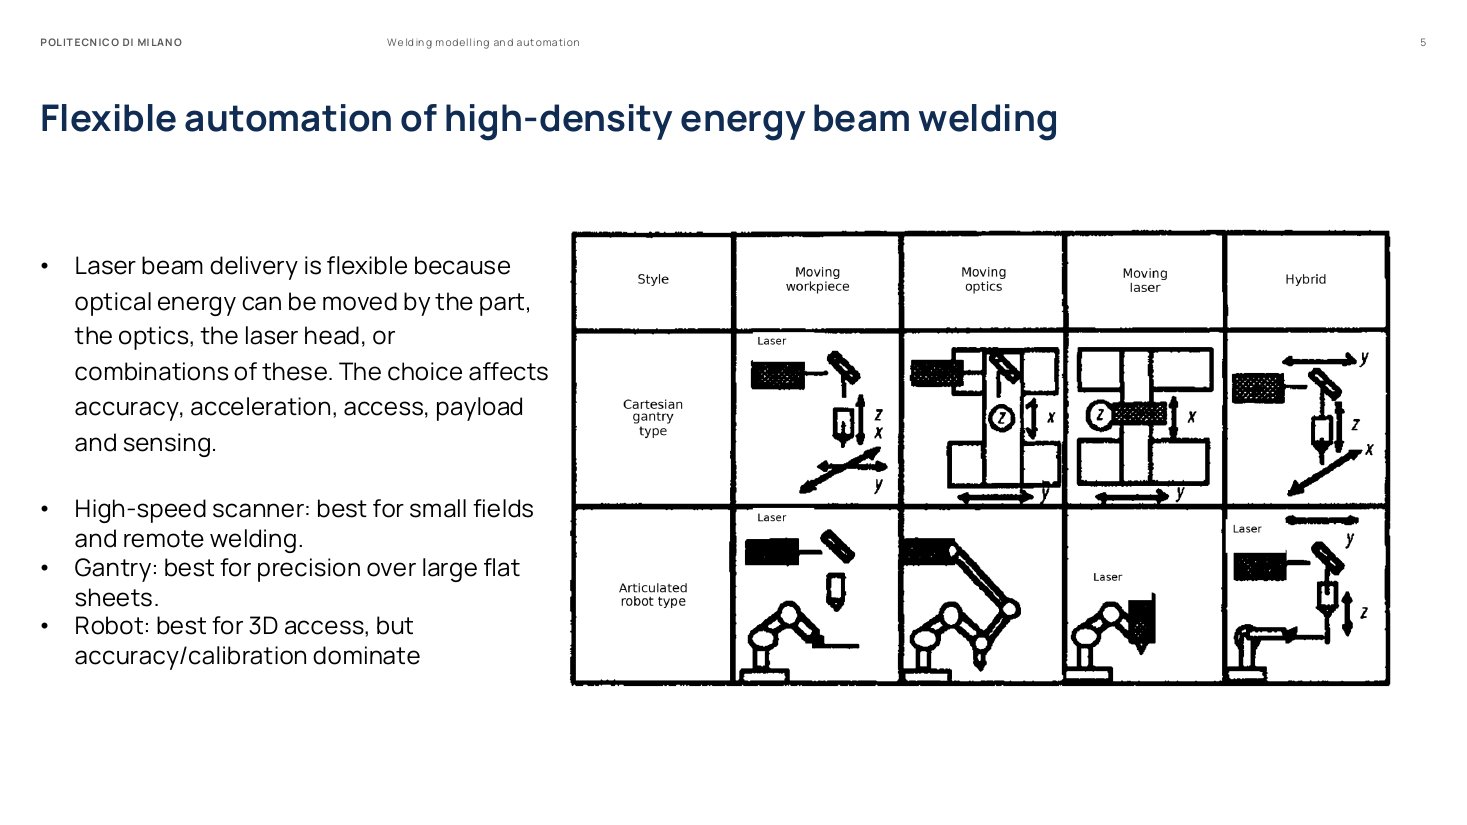 POLITECNICO DI MILANO
Welding modelling and automation
5
Flexible automation of high-density energy beam welding
• Laser beam delivery is flexible because
optical energy can be moved by the part,
the optics, the laser head, or
combinations of these. The choice affects
accuracy, acceleration, access, payload
and sensing.
• High-speed scanner: best for small fields
and remote welding.
• Gantry: best for precision over large flat
sheets.
• Robot: best for 3D access, but
accuracy/calibration dominate
Style
Moving
workpiece
Moving
optics
Moving
laser
Hybrid
Cartesian
gantry
type
Laser
z
x
y
z
x
y
z
x
y
y
z
x
Articulated
robot type
Laser
Laser
Laser
y
z